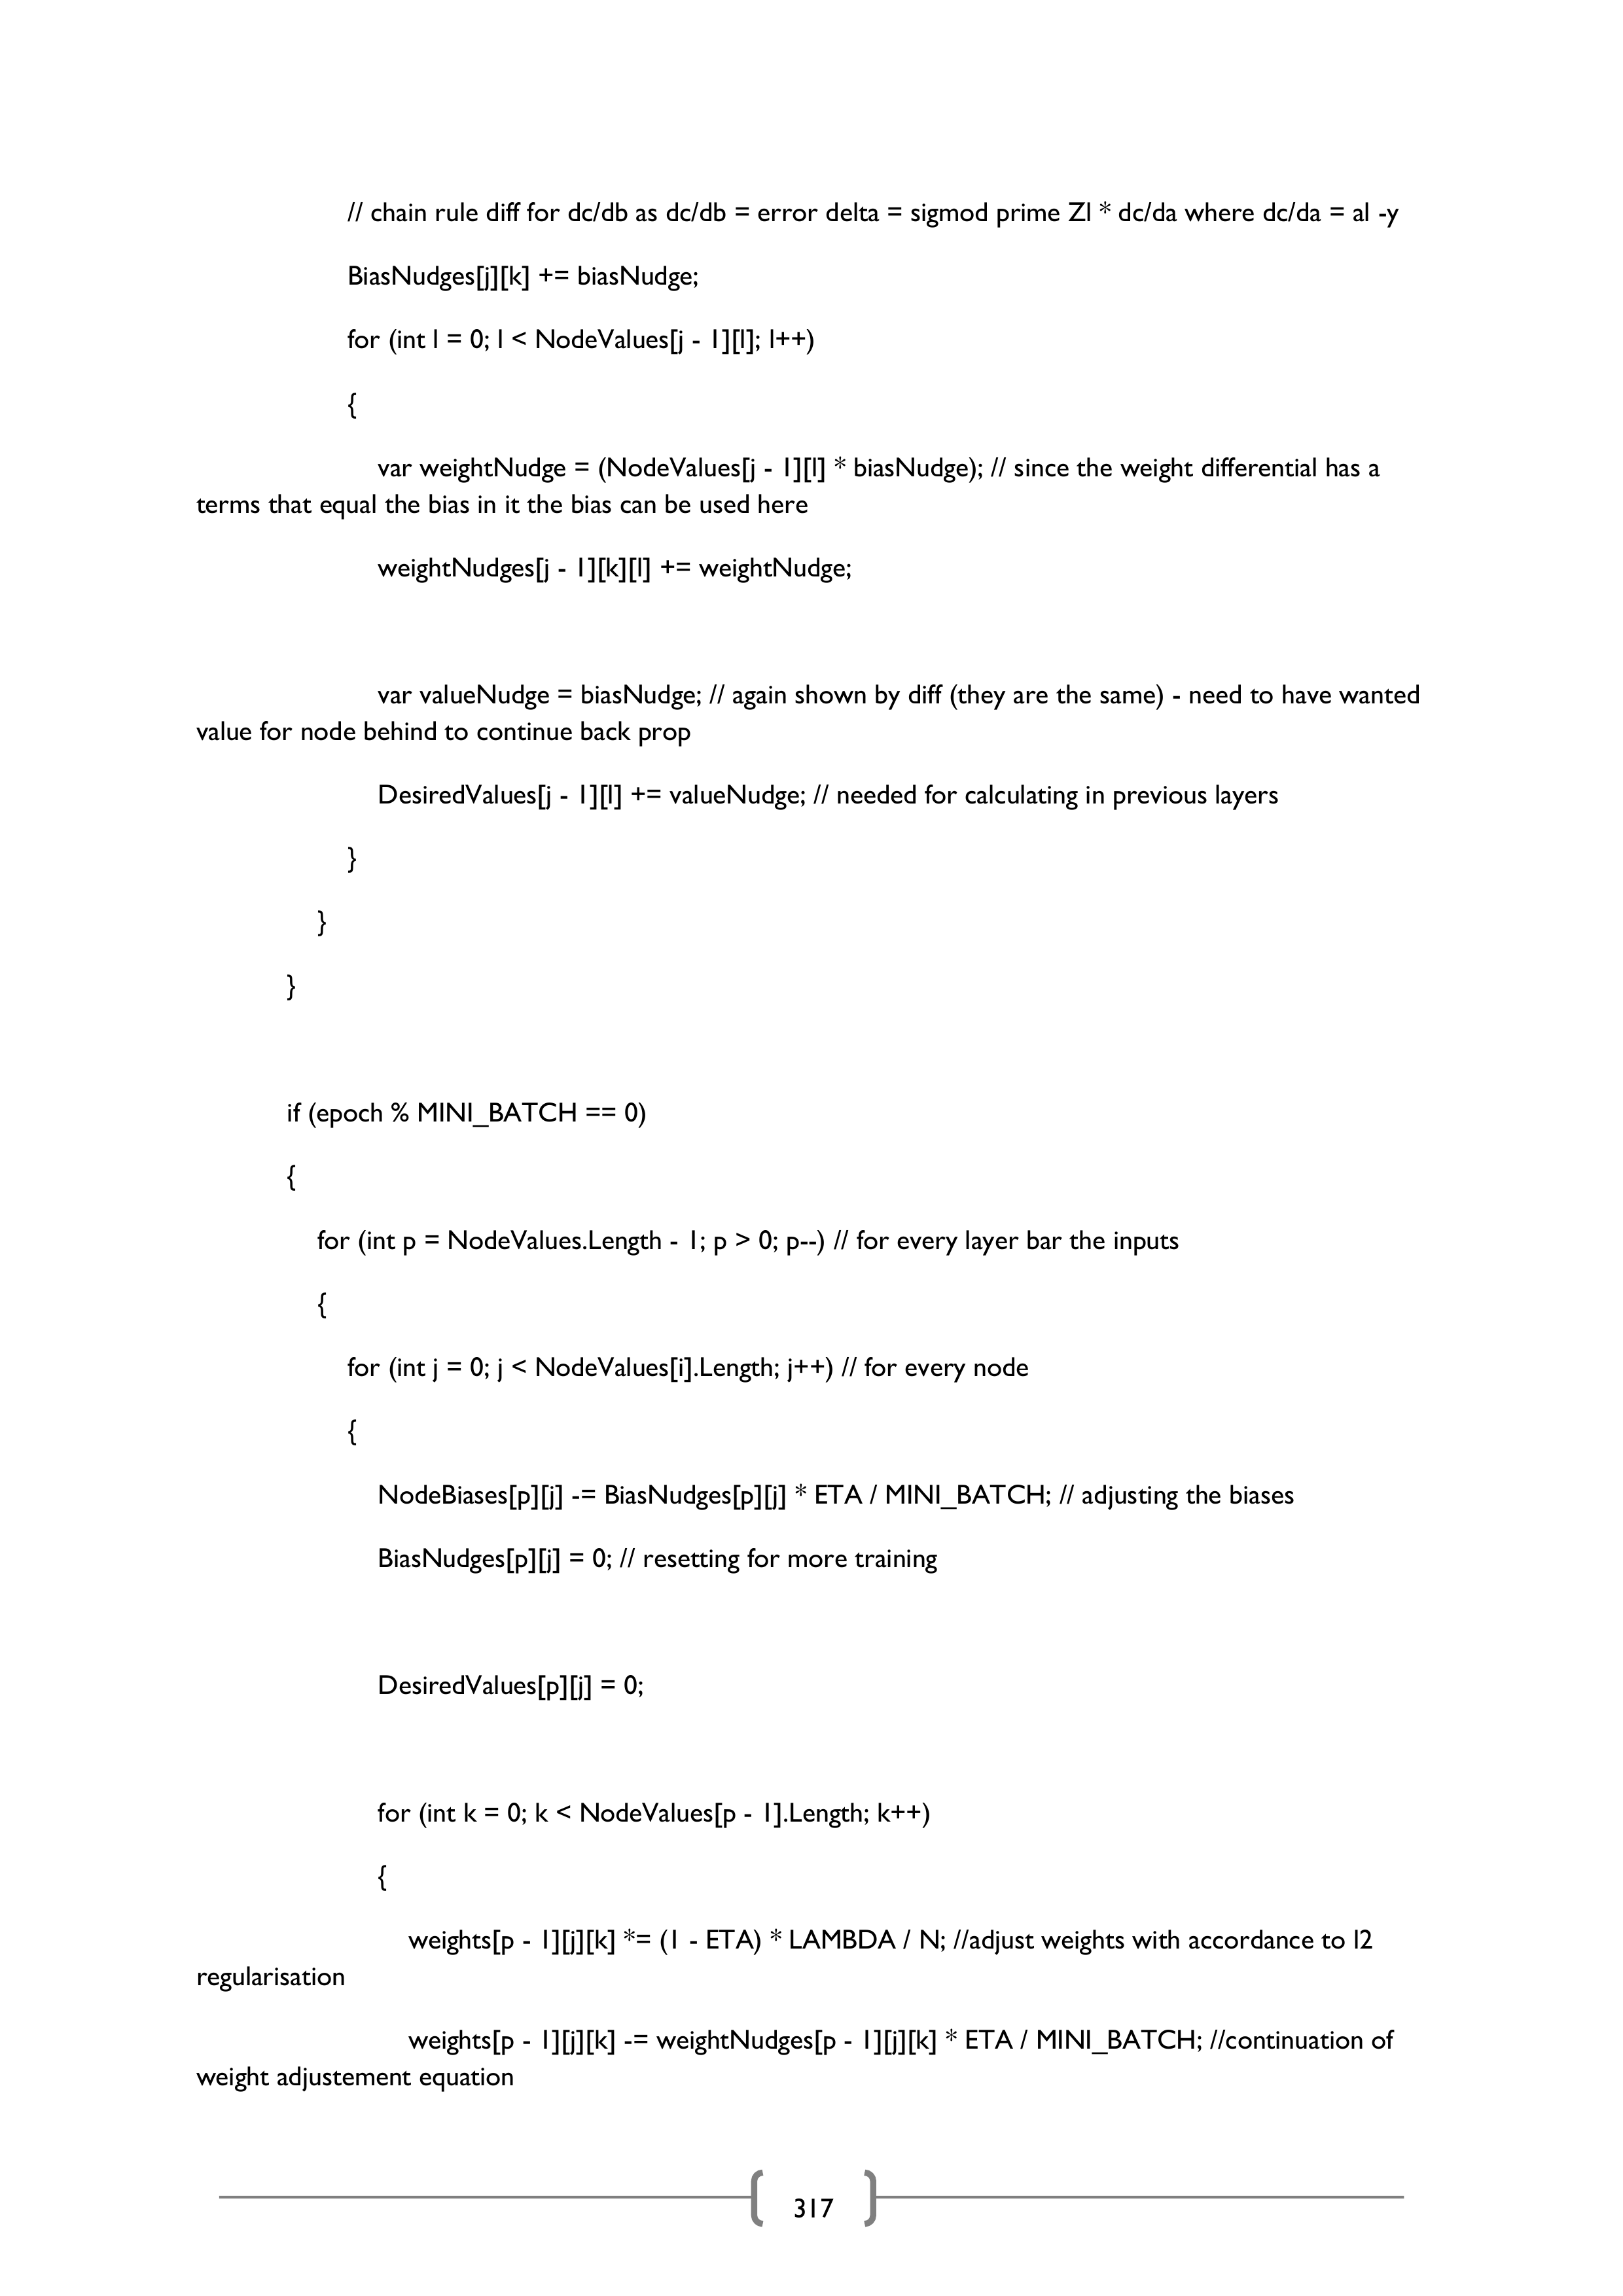 // chain rule diff for dc/db as dc/db = error delta = sigmod prime Zl * dc/da where dc/da = al -y
BiasNudges[j][k] += biasNudge;
for (int l = 0; l < NodeValues[j - 1][l]; l++)
{
var weightNudge = (NodeValues[j - 1][l] * biasNudge); // since the weight differential has a
terms that equal the bias in it the bias can be used here
weightNudges[j - 1][k][l] += weightNudge;
var valueNudge = biasNudge; // again shown by diff (they are the same) - need to have wanted
value for node behind to continue back prop
DesiredValues[j - 1][l] += valueNudge; // needed for calculating in previous layers
}
}
}
if (epoch % MINI_BATCH == 0)
{
for (int p = NodeValues.Length - 1; p > 0; p--) // for every layer bar the inputs
{
for (int j = 0; j < NodeValues[i].Length; j++) // for every node
{
NodeBiases[p][j] -= BiasNudges[p][j] * ETA / MINI_BATCH; // adjusting the biases
BiasNudges[p][j] = 0; // resetting for more training
DesiredValues[p][j] = 0;
for (int k = 0; k < NodeValues[p - 1].Length; k++)
{
weights[p - 1][j][k] *= (1 - ETA) * LAMBDA / N; //adjust weights with accordance to l2
regularisation
weights[p - 1][j][k] -= weightNudges[p - 1][j][k] * ETA / MINI_BATCH; //continuation of
weight adjustement equation
317